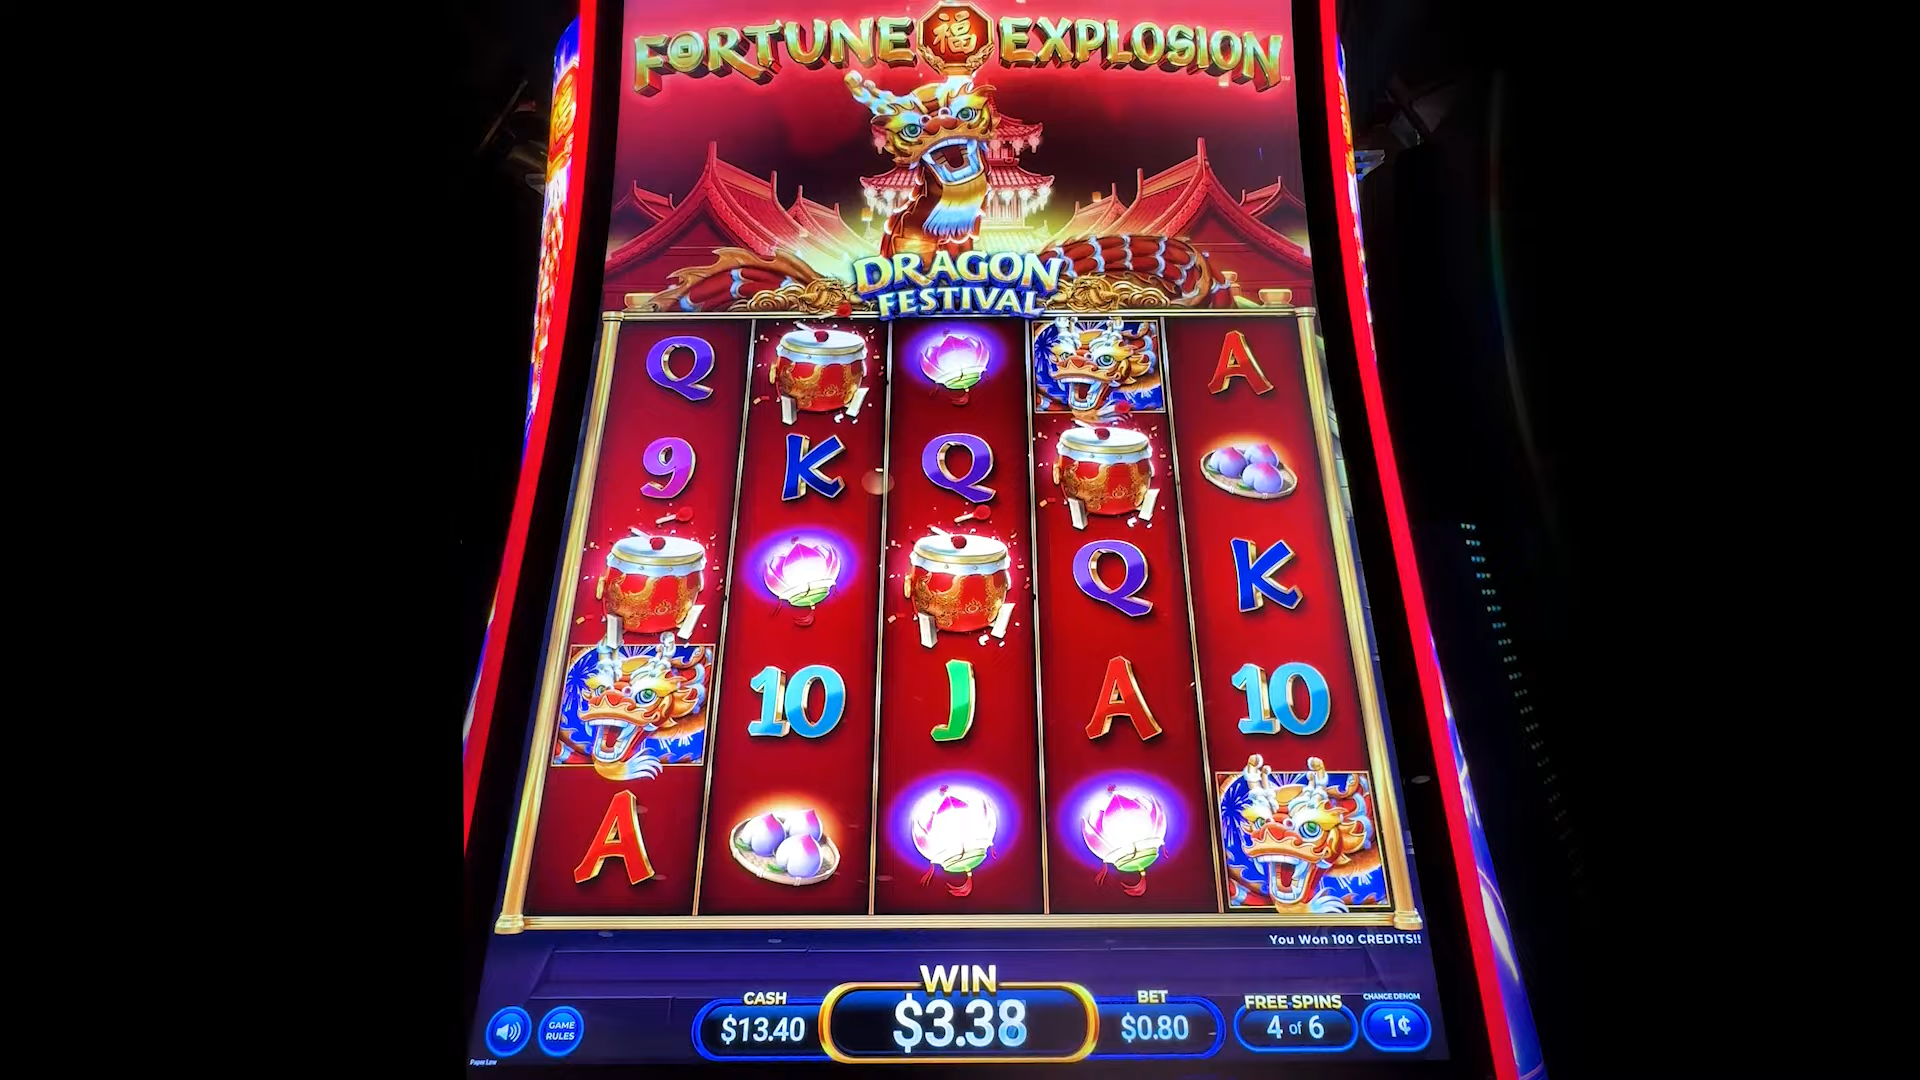 FORTUNE 福 EXPLOSION
DRAGON
FESTIVAL
Q A
9 K Q
Q K
10 J A 10
A
You Won 100 CREDITS!!
WIN
CASH $13.40
$3.38
BET $0.80
FREE SPINS 4 of 6
CHANGE DENOM 1¢
GAME RULES